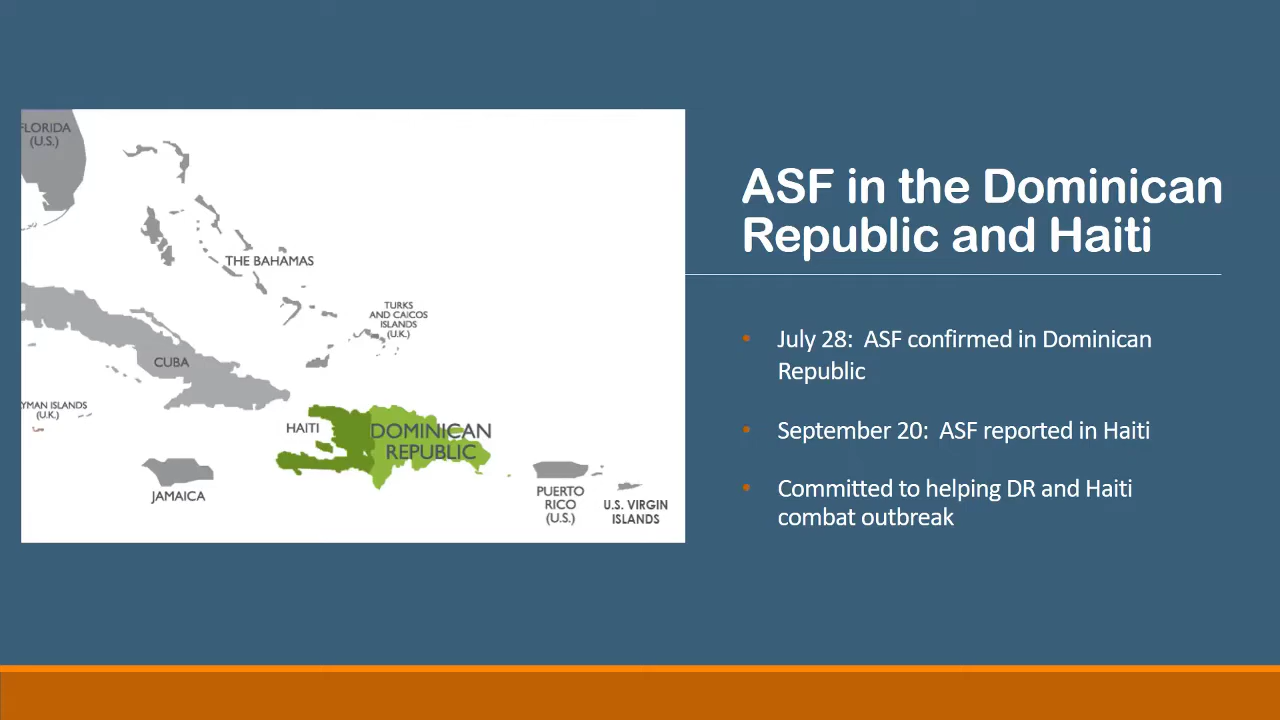 FLORIDA
(U.S.)
THE BAHAMAS
TURKS
AND CAICOS
ISLANDS
(U.K.)
CUBA
YMAN ISLANDS
(U.K.)
HAITI
DOMINICAN
REPUBLIC
JAMAICA
PUERTO
RICO
(U.S.)
U.S. VIRGIN
ISLANDS
ASF in the Dominican
Republic and Haiti
• July 28:  ASF confirmed in Dominican
Republic
• September 20:  ASF reported in Haiti
• Committed to helping DR and Haiti
combat outbreak